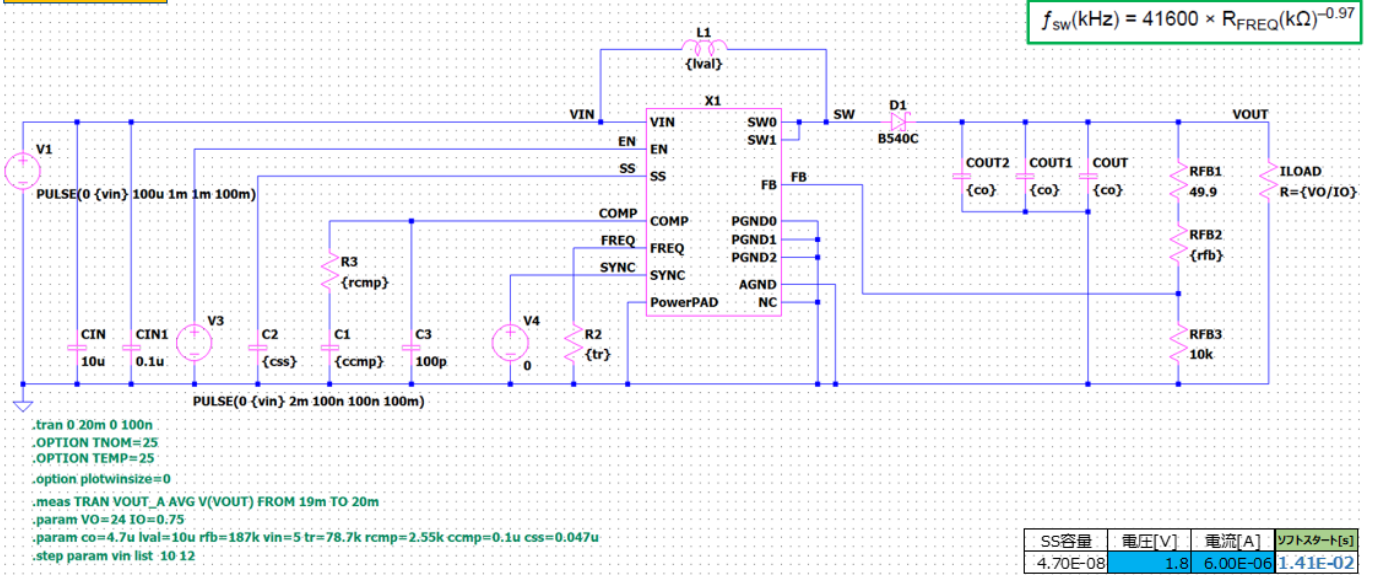 fsw(kHz) = 41600 × RFREQ(kΩ)–0.97
L1
{lval}
X1
VIN
VIN
SW0
SW
D1
B540C
VOUT
SW1
EN
EN
V1
SS
SS
COUT2
COUT1
COUT
{co}
{co}
{co}
RFB1
49.9
ILOAD
R={VO/IO}
FB
FB
PULSE(0 {vin} 100u 1m 1m 100m)
COMP
COMP
PGND0
FREQ
FREQ
PGND1
RFB2
{rfb}
PGND2
R3
{rcmp}
SYNC
SYNC
AGND
PowerPAD
NC
CIN
10u
CIN1
0.1u
V3
C2
{css}
C1
{ccmp}
C3
100p
V4
0
R2
{tr}
RFB3
10k
PULSE(0 {vin} 2m 100n 100n 100m)
.tran 0 20m 0 100n
.OPTION TNOM=25
.OPTION TEMP=25
.option plotwinsize=0
.meas TRAN VOUT_A AVG V(VOUT) FROM 19m TO 20m
.param VO=24 IO=0.75
.param co=4.7u lval=10u rfb=187k vin=5 tr=78.7k rcmp=2.55k ccmp=0.1u css=0.047u
.step param vin list 10 12
SS容量 電圧[V] 電流[A] ソフトスタート[s]
4.70E-08 1.8 6.00E-06 1.41E-02